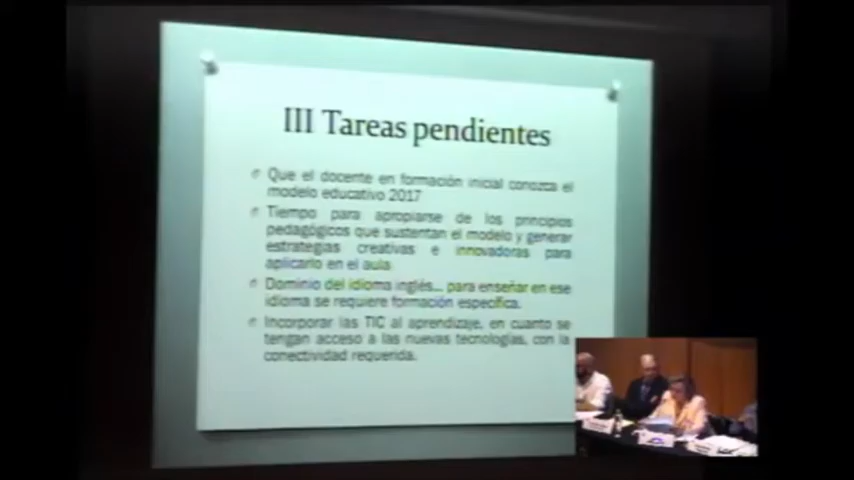 III Tareas pendientes
Que el docente en formación inicial conozca el
modelo educativo 2017
Tiempo para apropiarse de los principios
pedagógicos que sustentan el modelo y generar
estrategias creativas e innovadoras para
aplicarlo en el aula
Dominio del idioma inglés... para enseñar en ese
idioma se requiere formación específica.
Incorporar las TIC al aprendizaje, en cuanto se
tengan acceso a las nuevas tecnologías, con la
conectividad requerida.